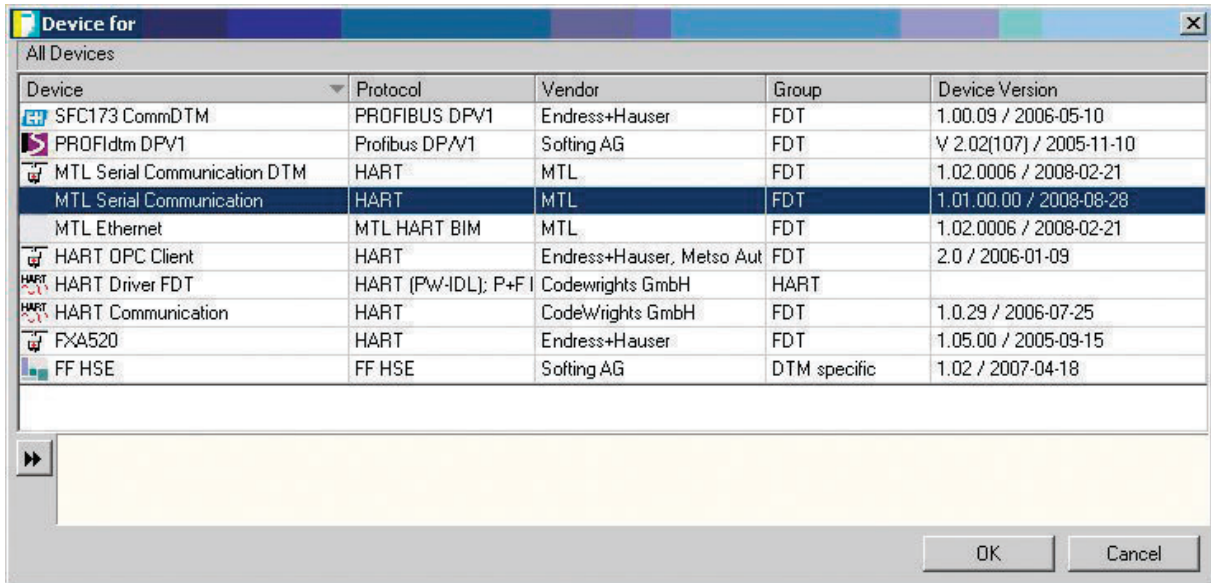 Device for
All Devices
Device Protocol Vendor Group Device Version
SFC173 CommDTM PROFIBUS DPV1 Endress+Hauser FDT 1.00.09 / 2006-05-10
PROFIdtm DPV1 Profibus DP/V1 Softing AG FDT V 2.02(107) / 2005-11-10
MTL Serial Communication DTM HART MTL FDT 1.02.0006 / 2008-02-21
MTL Serial Communication HART MTL FDT 1.01.00.00 / 2008-08-28
MTL Ethernet MTL HART BIM MTL FDT 1.02.0006 / 2008-02-21
HART OPC Client HART Endress+Hauser, Metso Aut FDT 2.0 / 2006-01-09
HART HART Driver FDT HART (PW-IDL); P+F I Codewrights GmbH HART
HART HART Communication HART CodeWrights GmbH FDT 1.0.29 / 2006-07-25
FXA520 HART Endress+Hauser FDT 1.05.00 / 2005-09-15
FF HSE FF HSE Softing AG DTM specific 1.02 / 2007-04-18
OK Cancel